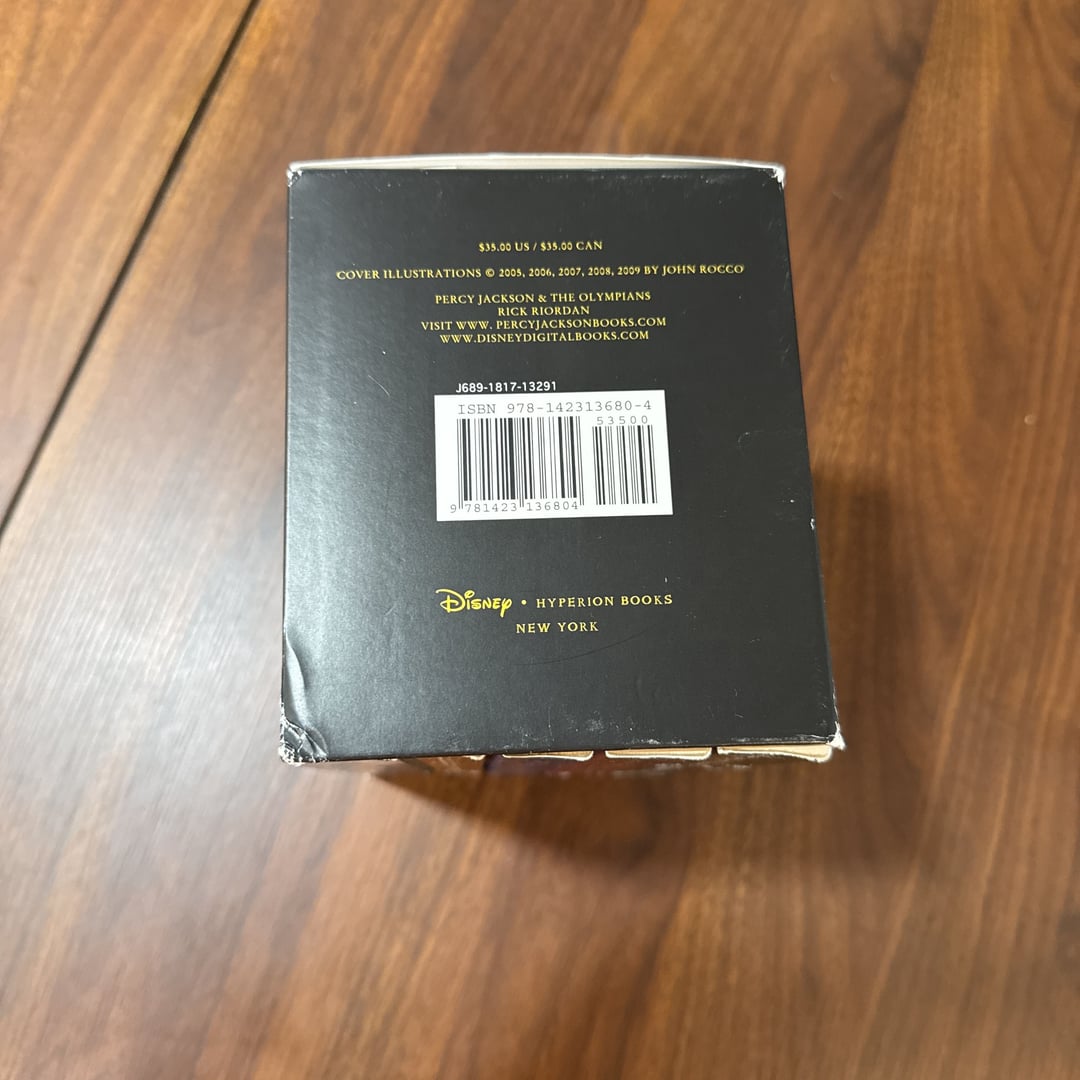 $35.00 US / $35.00 CAN
COVER ILLUSTRATIONS © 2005, 2006, 2007, 2008, 2009 BY JOHN ROCCO
PERCY JACKSON & THE OLYMPIANS
RICK RIORDAN
VISIT WWW. PERCYJACKSONBOOKS.COM
WWW.DISNEYDIGITALBOOKS.COM
J689-1817-13291
ISBN 978-142313680-4
53500
9 781423 136804
Disney • HYPERION BOOKS
NEW YORK